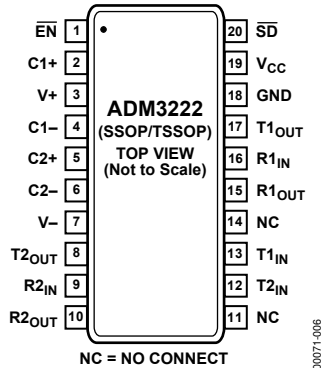 EN 1
C1+ 2
V+ 3
C1– 4
C2+ 5
C2– 6
V– 7
T2OUT 8
R2IN 9
R2OUT 10
ADM3222
(SSOP/TSSOP)
TOP VIEW
(Not to Scale)
20 SD
19 VCC
18 GND
17 T1OUT
16 R1IN
15 R1OUT
14 NC
13 T1IN
12 T2IN
11 NC
NC = NO CONNECT
00071-006